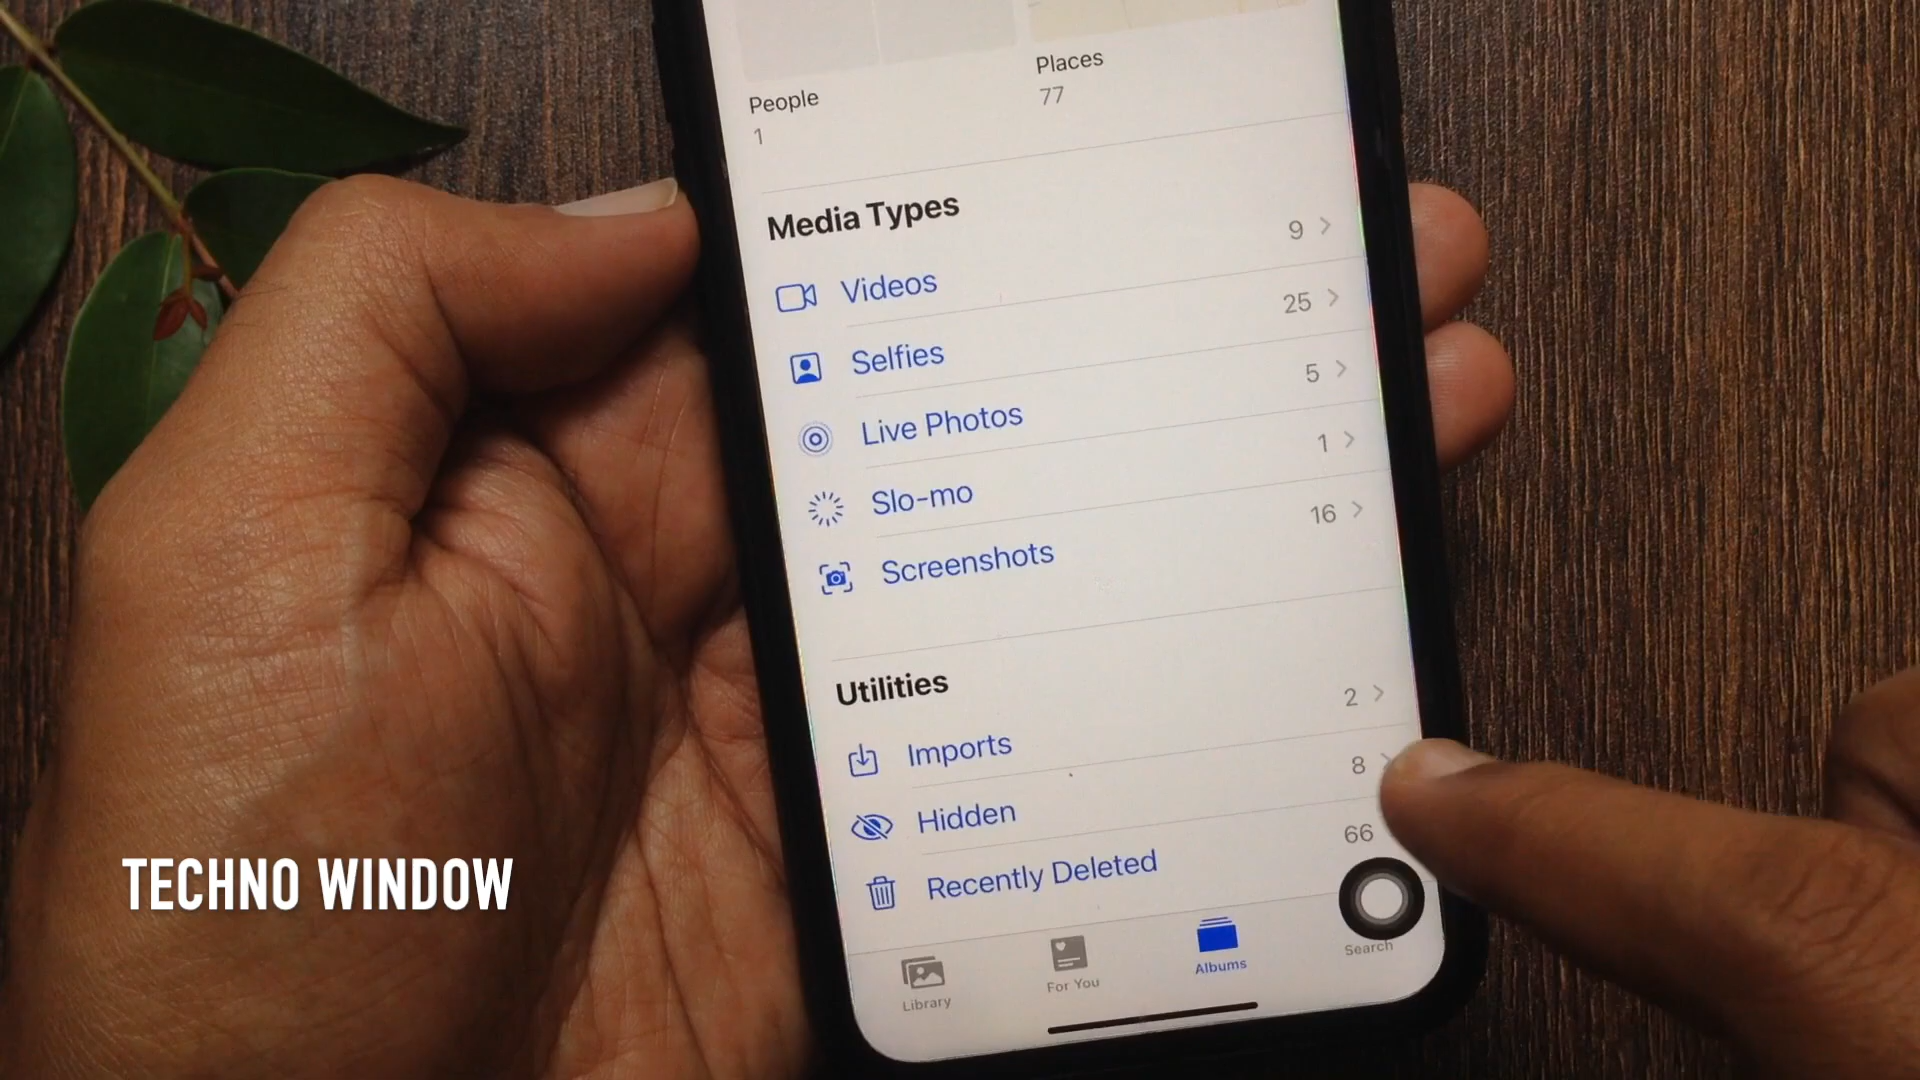 People
1
Places
77
Media Types
Videos 9
Selfies 25
Live Photos 5
Slo-mo 1
Screenshots 16
Utilities
Imports 2
Hidden 8
Recently Deleted 66
Library
For You
Albums
Search
TECHNO WINDOW